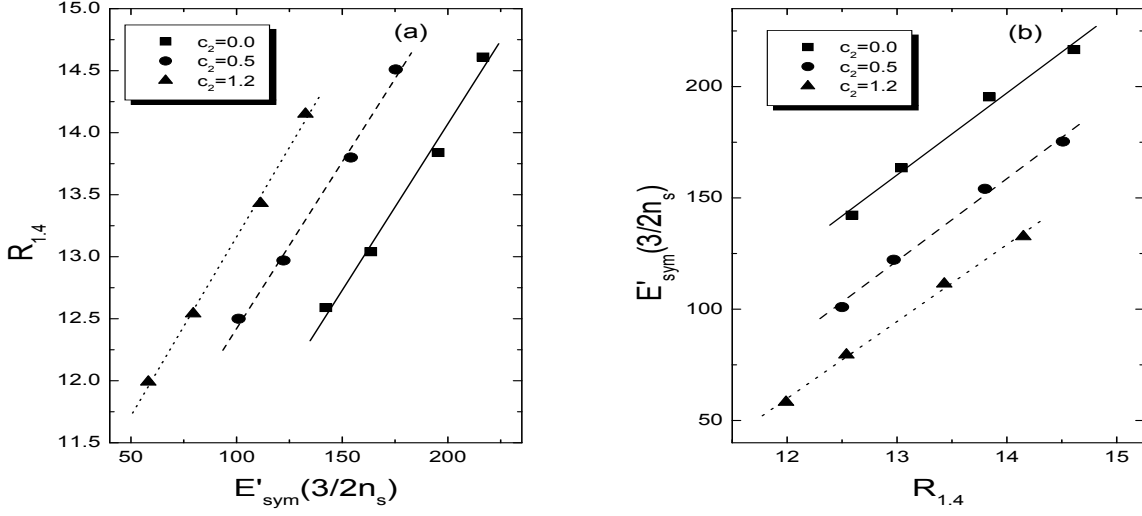 (a)
c₂=0.0
c₂=0.5
c₂=1.2
15.0
14.5
14.0
13.5
13.0
12.5
12.0
11.5
R₁.₄
50 100 150 200
E'sym(3/2nₛ)
(b)
c₂=0.0
c₂=0.5
c₂=1.2
200
150
100
50
E'sym(3/2nₛ)
12 13 14 15
R₁.₄